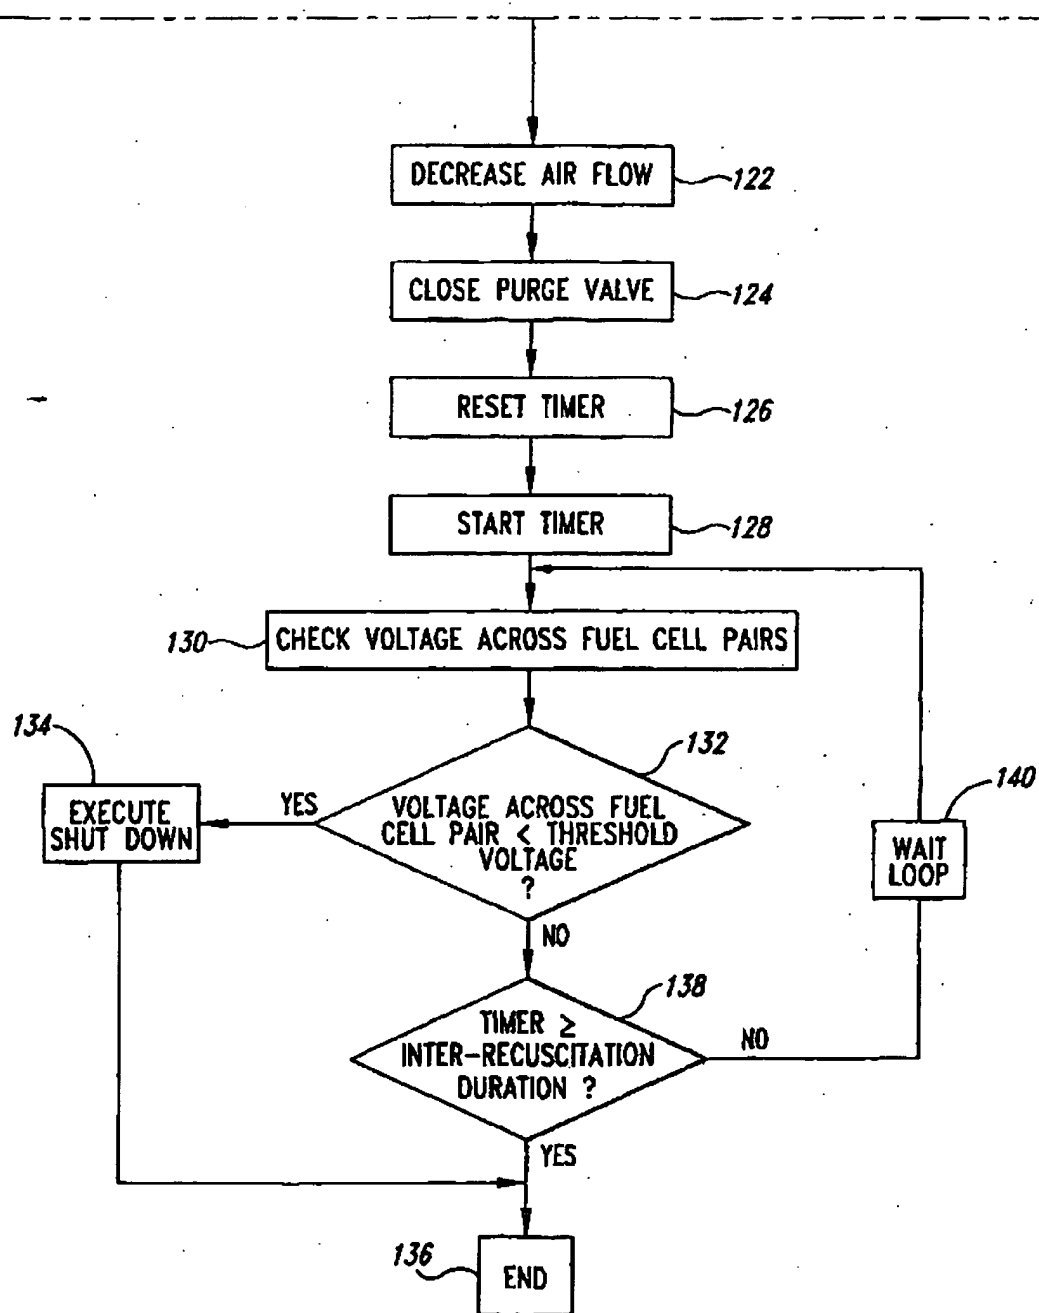 DECREASE AIR FLOW
122
CLOSE PURGE VALVE
124
RESET TIMER
126
START TIMER
128
130
CHECK VOLTAGE ACROSS FUEL CELL PAIRS
134
132
EXECUTE
SHUT DOWN
YES
VOLTAGE ACROSS FUEL
CELL PAIR < THRESHOLD
VOLTAGE
?
140
WAIT
LOOP
NO
138
TIMER ≥
INTER-RECUSCITATION
DURATION ?
NO
YES
136
END